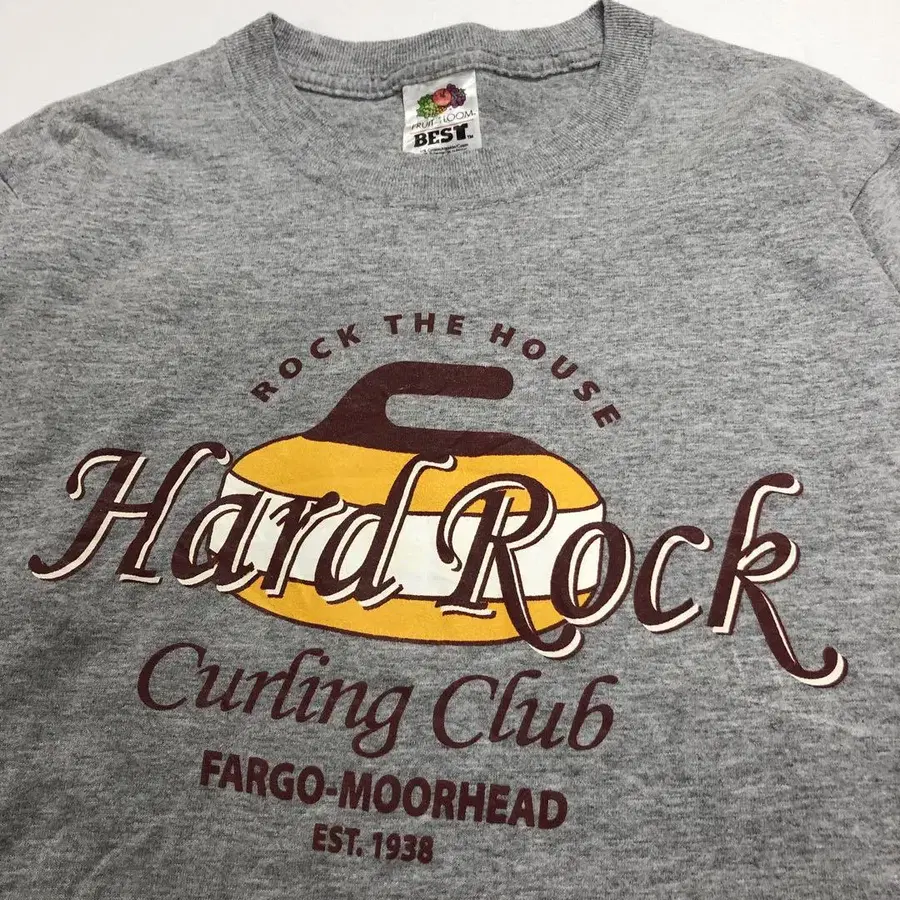 FRUIT OF THE LOOM
BEST
ROCK THE HOUSE
Hard Rock
Curling Club
FARGO-MOORHEAD
EST. 1938